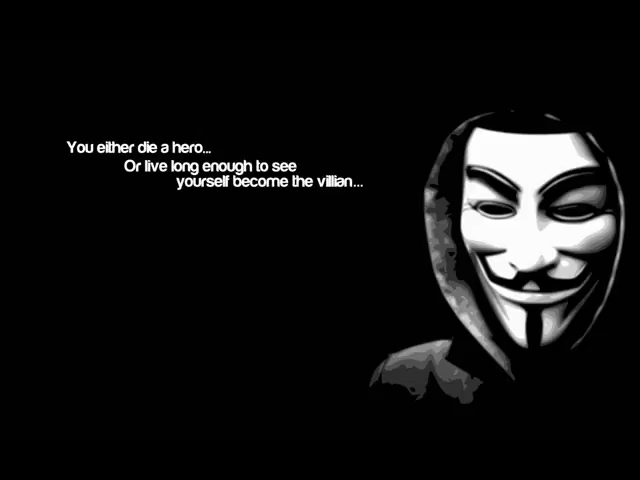 You either die a hero...
Or live long enough to see
yourself become the villian...